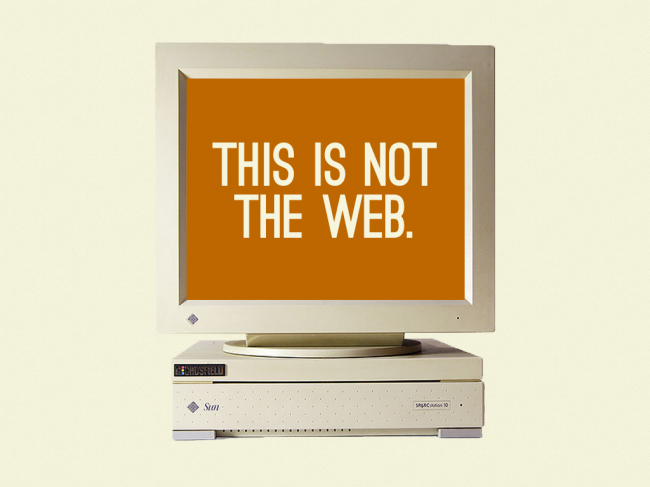 THIS IS NOT
THE WEB.
Sun
SPARCstation 10